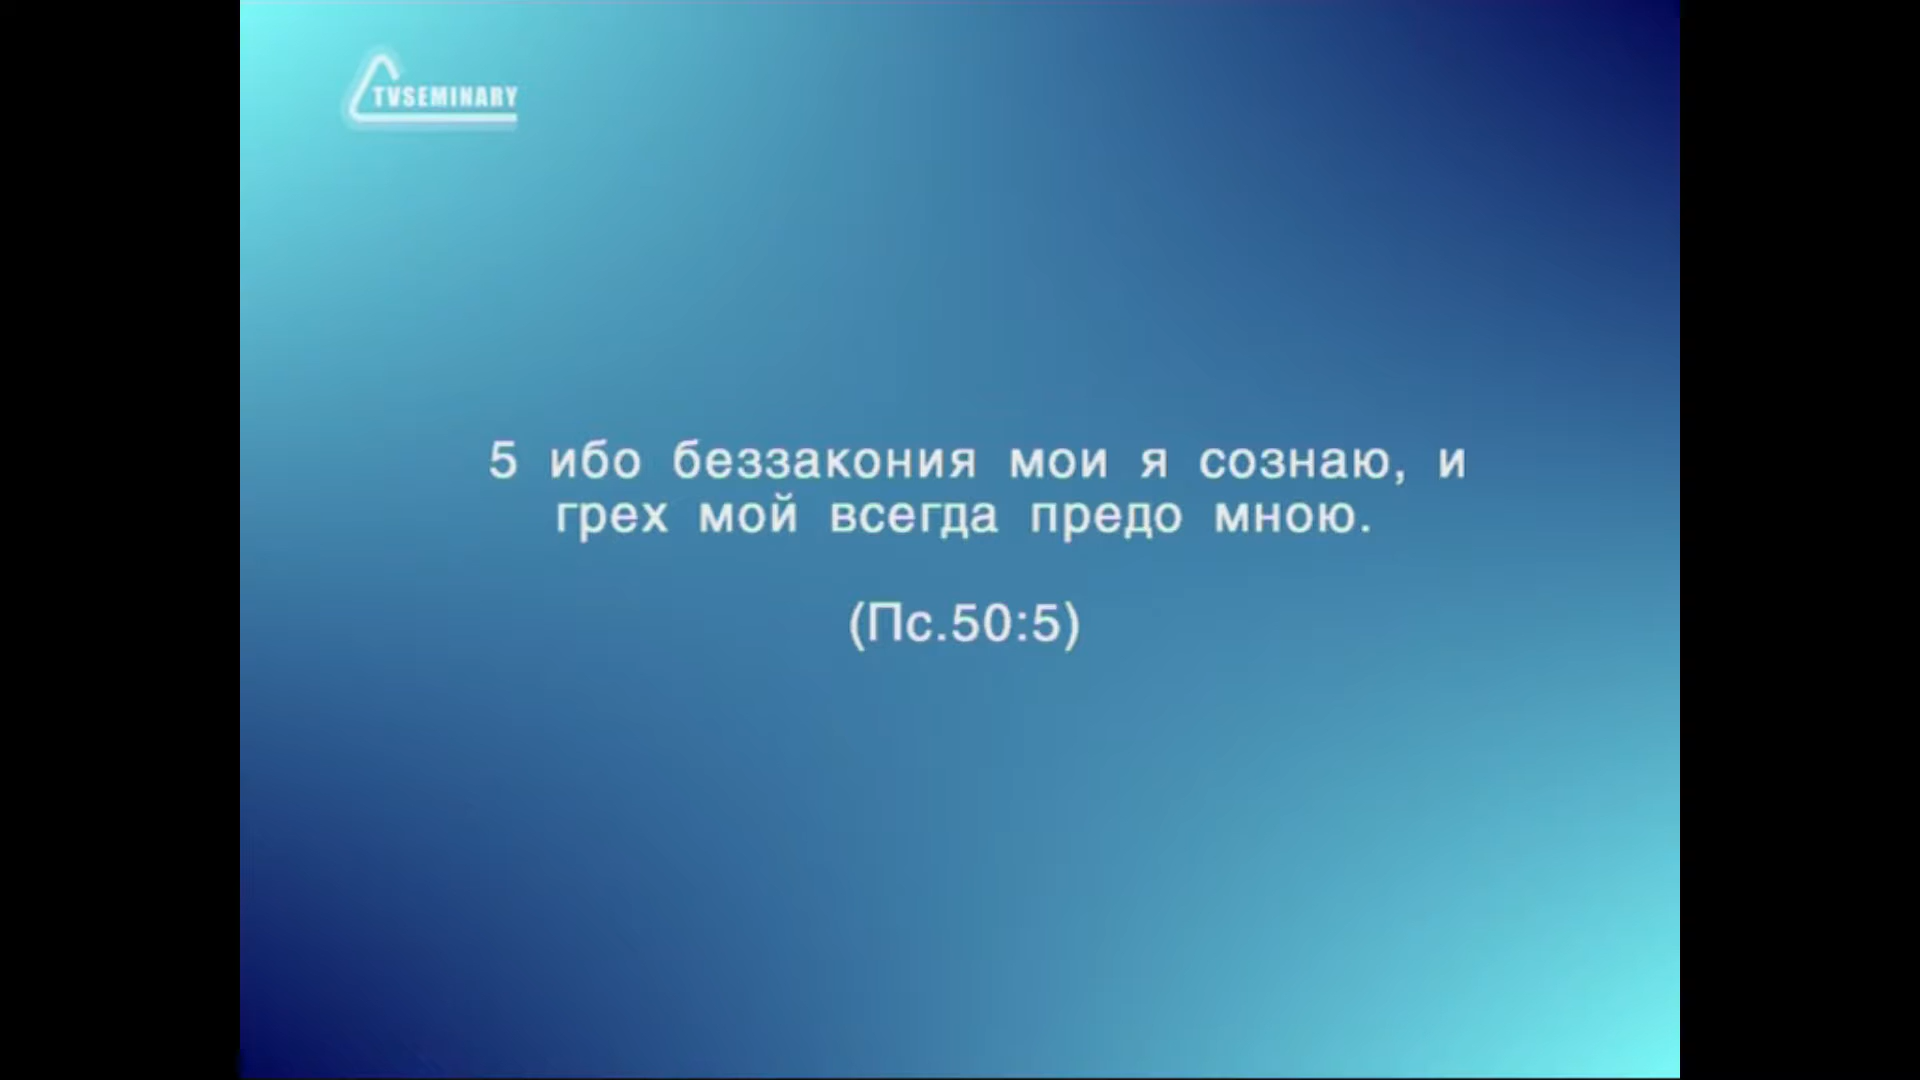 TVSEMINARY
5 ибо беззакония мои я сознаю, и
грех мой всегда предо мною.
(Пс.50:5)